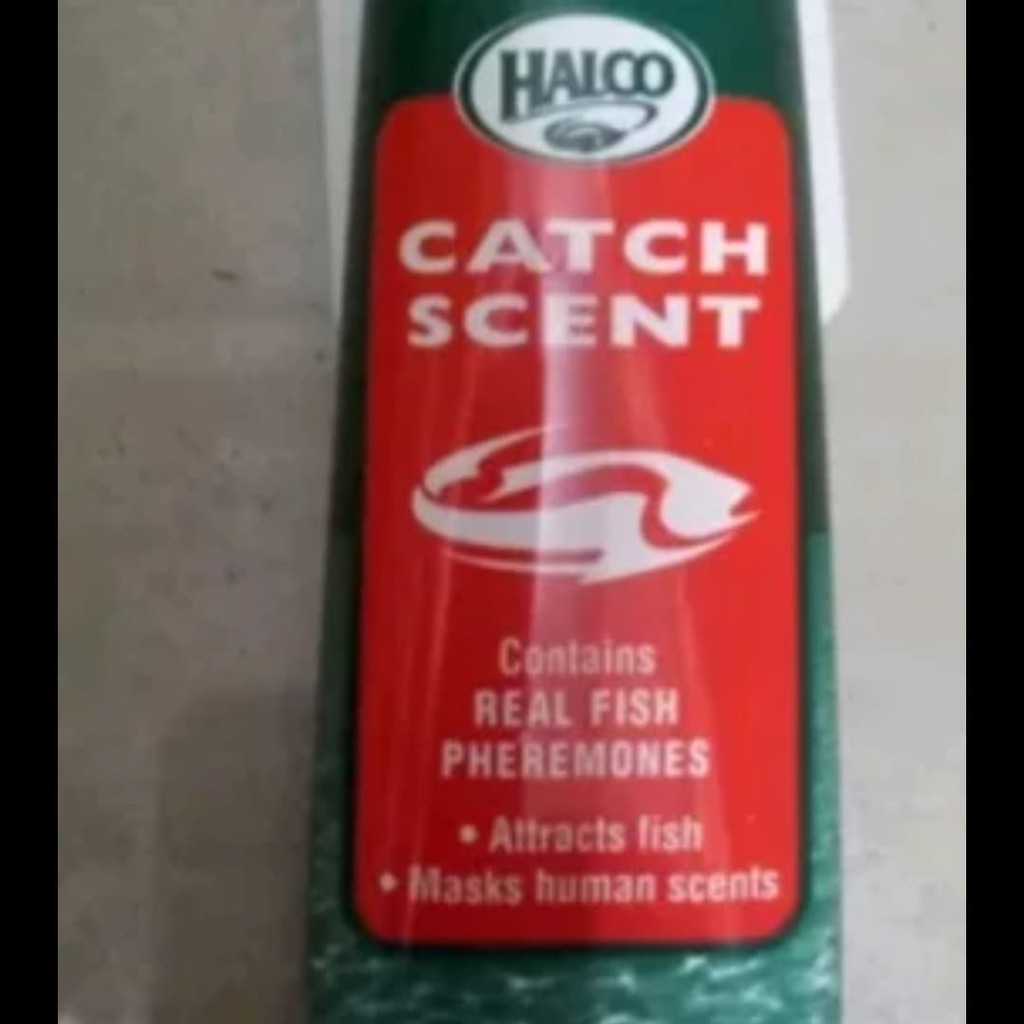 HALCO
CATCH
SCENT
Contains
REAL FISH
PHEREMONES
• Attracts fish
• Masks human scents